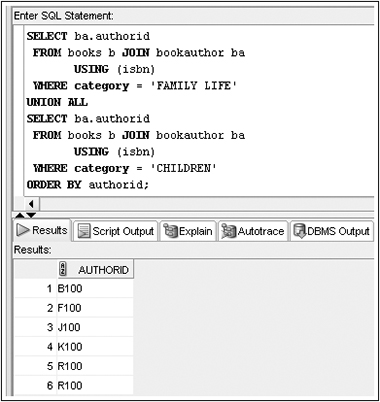 Enter SQL Statement:
SELECT ba.authorid
FROM books b JOIN bookauthor ba
USING (isbn)
WHERE category = 'FAMILY LIFE'
UNION ALL
SELECT ba.authorid
FROM books b JOIN bookauthor ba
USING (isbn)
WHERE category = 'CHILDREN'
ORDER BY authorid;
Results Script Output Explain Autotrace DBMS Output
Results:
AUTHORID
1 B100
2 F100
3 J100
4 K100
5 R100
6 R100